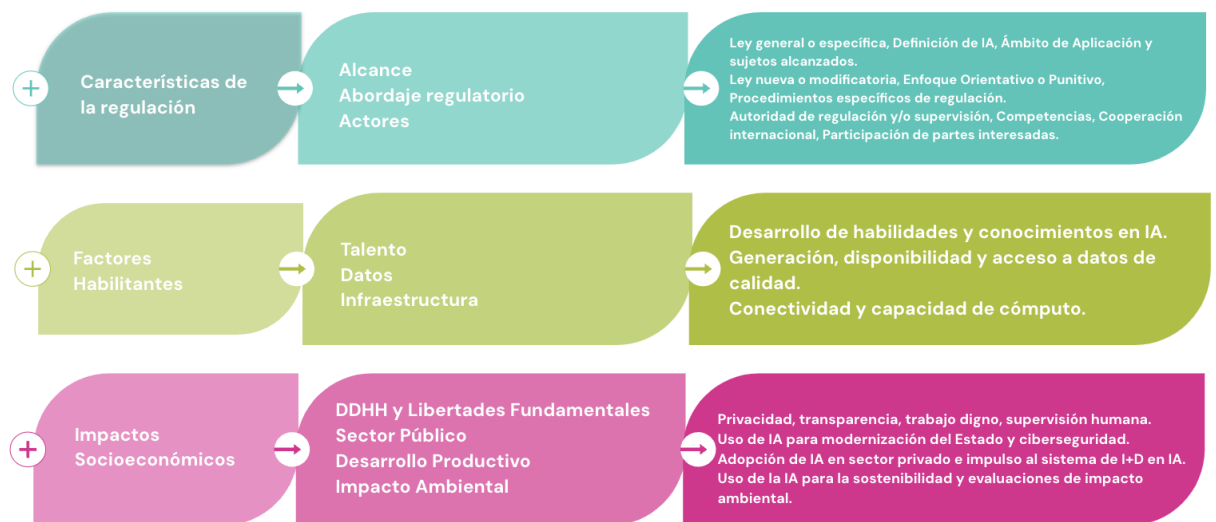 Características de
la regulación
Alcance
Abordaje regulatorio
Actores
Ley general o específica, Definición de IA, Ámbito de Aplicación y
sujetos alcanzados.
Ley nueva o modificatoria, Enfoque Orientativo o Punitivo,
Procedimientos específicos de regulación.
Autoridad de regulación y/o supervisión, Competencias, Cooperación
internacional, Participación de partes interesadas.
Factores
Habilitantes
Talento
Datos
Infraestructura
Desarrollo de habilidades y conocimientos en IA.
Generación, disponibilidad y acceso a datos de
calidad.
Conectividad y capacidad de cómputo.
Impactos
Socioeconómicos
DDHH y Libertades Fundamentales
Sector Público
Desarrollo Productivo
Impacto Ambiental
Privacidad, transparencia, trabajo digno, supervisión humana.
Uso de IA para modernización del Estado y ciberseguridad.
Adopción de IA en sector privado e impulso al sistema de I+D en IA.
Uso de la IA para la sostenibilidad y evaluaciones de impacto
ambiental.